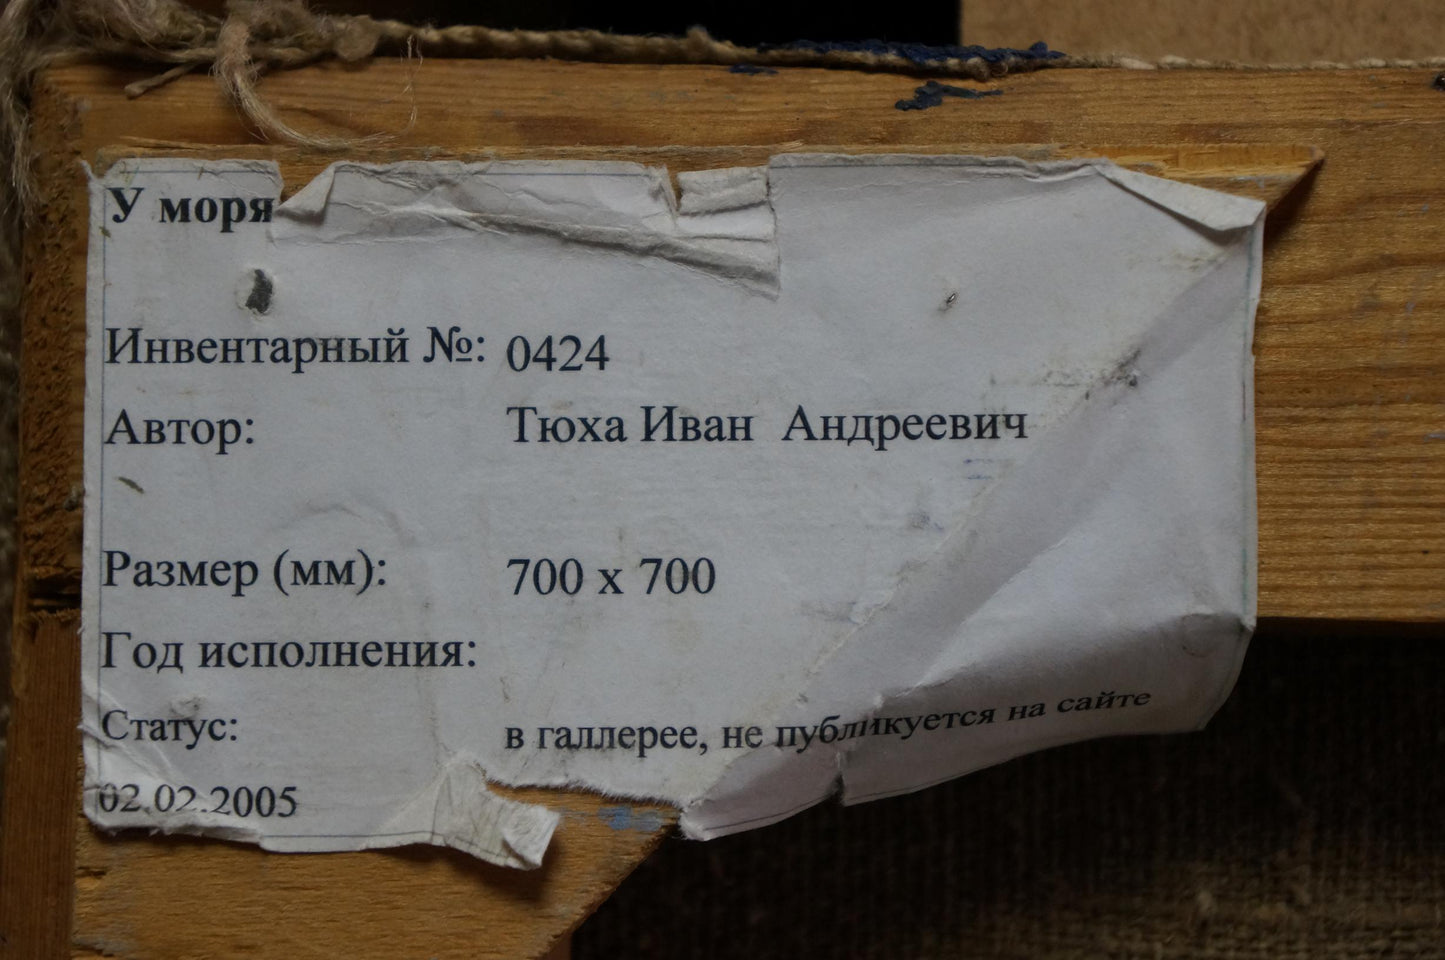 У моря
Инвентарный №: 0424
Автор: Тюха Иван Андреевич
Размер (мм): 700 х 700
Год исполнения:
Статус: в галлерее, не публикуется на сайте
02.02.2005